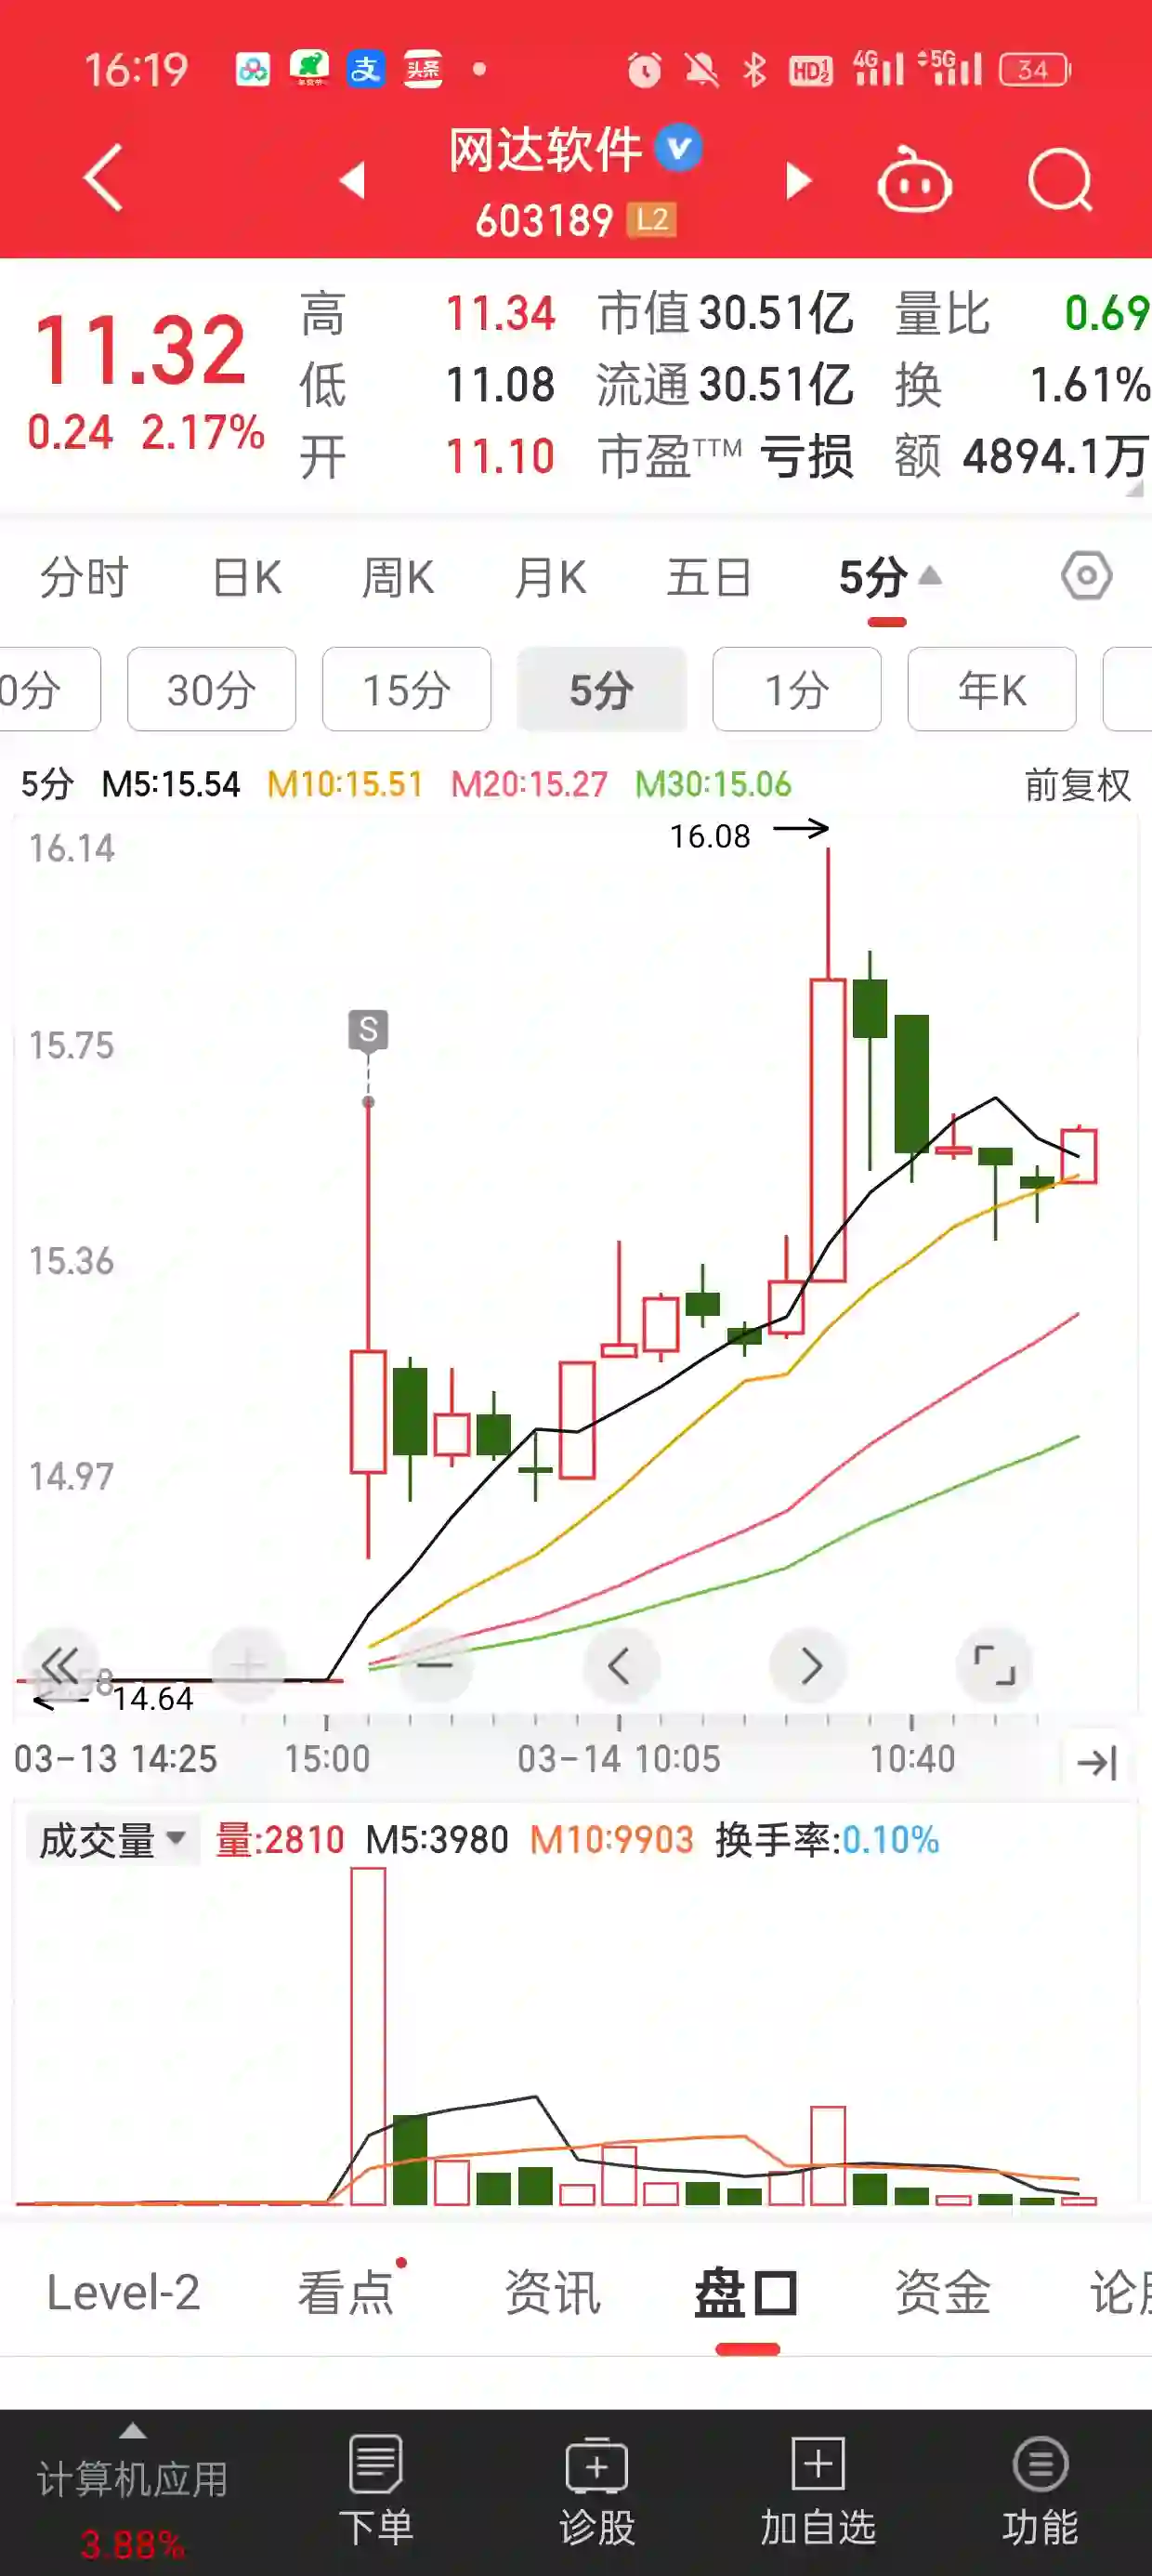 16:19 支 头条 HD1/2 4G 5G 34
网达软件
603189 L2
11.32
0.24 2.17%
高 11.34 市值 30.51亿 量比 0.69
低 11.08 流通 30.51亿 换 1.61%
开 11.10 市盈TTM 亏损 额 4894.1万
分时 日K 周K 月K 五日 5分
0分 30分 15分 5分 1分 年K
5分 M5:15.54 M10:15.51 M20:15.27 M30:15.06 前复权
16.14
16.08
S
15.75
15.36
14.97
14.64
03-13 14:25 15:00 03-14 10:05 10:40
成交量 量:2810 M5:3980 M10:9903 换手率:0.10%
Level-2 看点 资讯 盘口 资金 论
计算机应用 下单 诊股 加自选 功能
3.88%